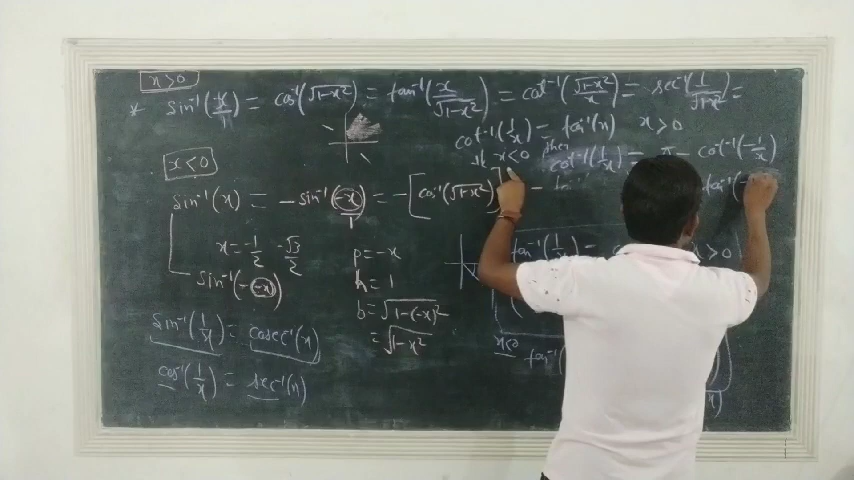 x>0
* sin⁻¹(x/1) = cos⁻¹(√1-x²) = tan⁻¹(x/√1-x²) = cot⁻¹(√1-x²/x) = sec⁻¹(1/√1-x²) =
cot⁻¹(1/x) = tan⁻¹(x) x>0
x<0 then
cot⁻¹(1/x) = π - cot⁻¹(-1/x)
x<0
sin⁻¹(x) = -sin⁻¹(-x/1) = -[cos⁻¹(√1-x²)] -
x = -1/2 -√3/2
sin⁻¹(-(-x))
p = -x
h = 1
b = √1-(-x)²
= √1-x²
tan⁻¹(1/x) = x>0
x<0 tan⁻¹(
sin⁻¹(1/x) = cosec⁻¹(x)
cos⁻¹(1/x) = sec⁻¹(x)